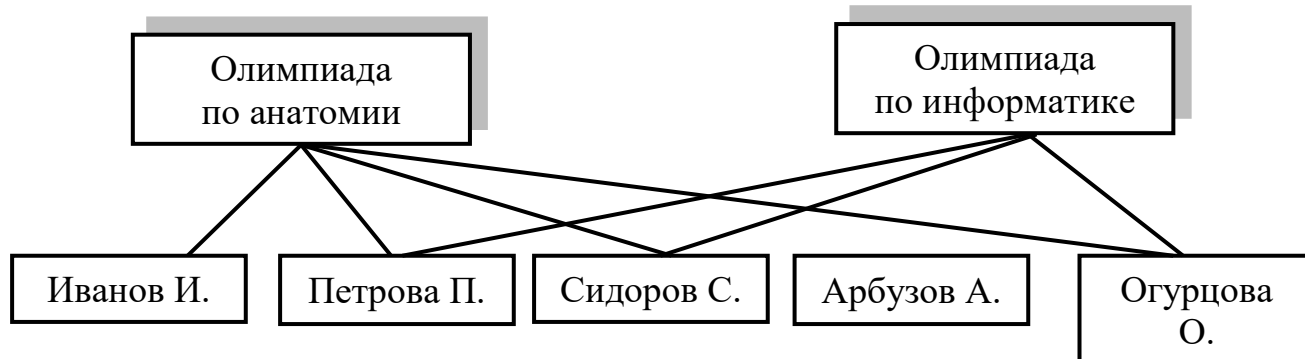 Олимпиада
по анатомии
Олимпиада
по информатике
Иванов И.
Петрова П.
Сидоров С.
Арбузов А.
Огурцова
О.